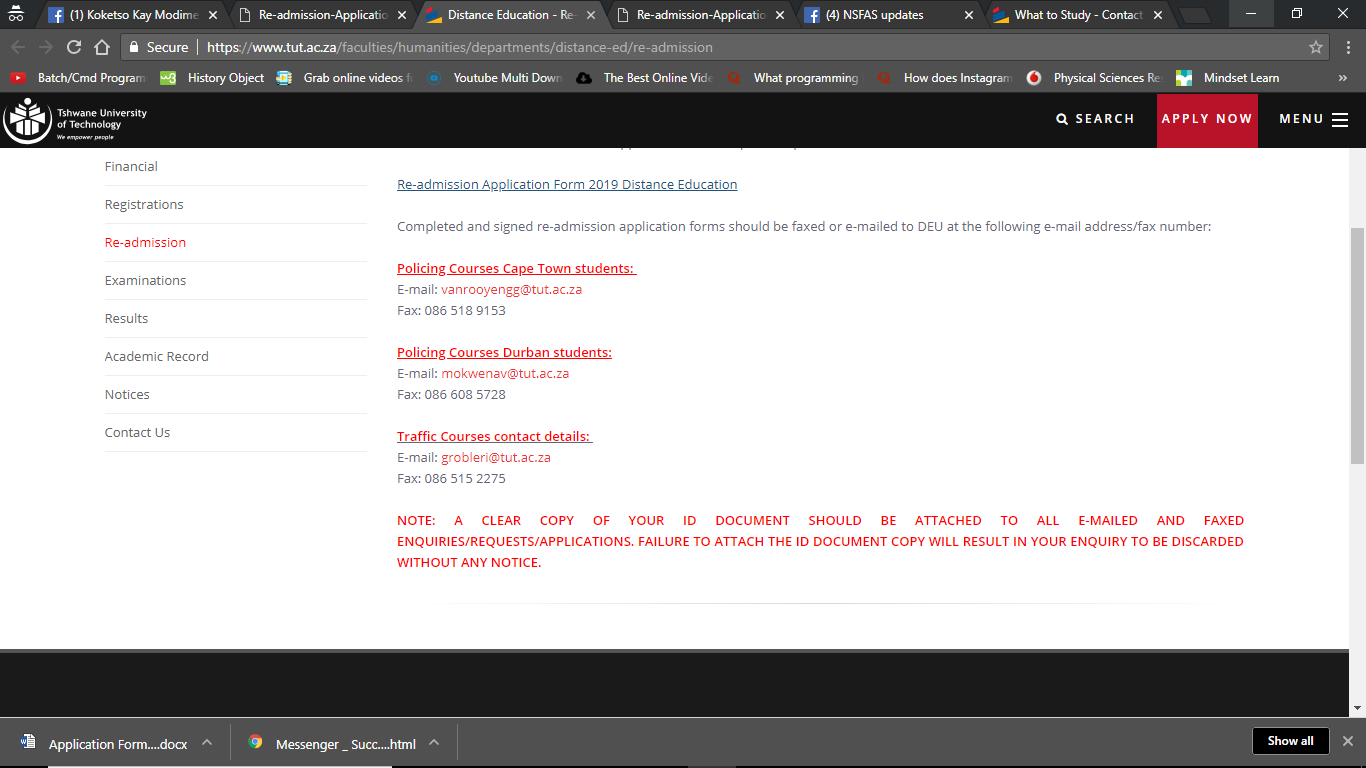 (1) Koketso Kay Modime
Re-admission-Applicatio
Distance Education - Re-
Re-admission-Applicatio
(4) NSFAS updates
What to Study - Contact
Secure
https://www.tut.ac.za/faculties/humanities/departments/distance-ed/re-admission
Batch/Cmd Program
History Object
Grab online videos f
Youtube Multi Down
The Best Online Vide
What programming
How does Instagram
Physical Sciences Re
Mindset Learn
»
Tshwane University
of Technology
We empower people
SEARCH
APPLY NOW
MENU
Financial
Registrations
Re-admission
Examinations
Results
Academic Record
Notices
Contact Us
Re-admission Application Form 2019 Distance Education
Completed and signed re-admission application forms should be faxed or e-mailed to DEU at the following e-mail address/fax number:
Policing Courses Cape Town students:
E-mail: vanrooyengg@tut.ac.za
Fax: 086 518 9153
Policing Courses Durban students:
E-mail: mokwenav@tut.ac.za
Fax: 086 608 5728
Traffic Courses contact details:
E-mail: grobleri@tut.ac.za
Fax: 086 515 2275
NOTE: A CLEAR COPY OF YOUR ID DOCUMENT SHOULD BE ATTACHED TO ALL E-MAILED AND FAXED
ENQUIRIES/REQUESTS/APPLICATIONS. FAILURE TO ATTACH THE ID DOCUMENT COPY WILL RESULT IN YOUR ENQUIRY TO BE DISCARDED
WITHOUT ANY NOTICE.
Application Form....docx
Messenger _ Succ....html
Show all